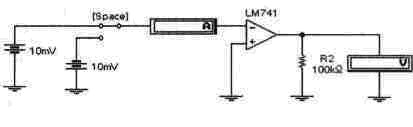 LM741
[Space]
A
10mV
10mV
−
+
R2
100kΩ
V